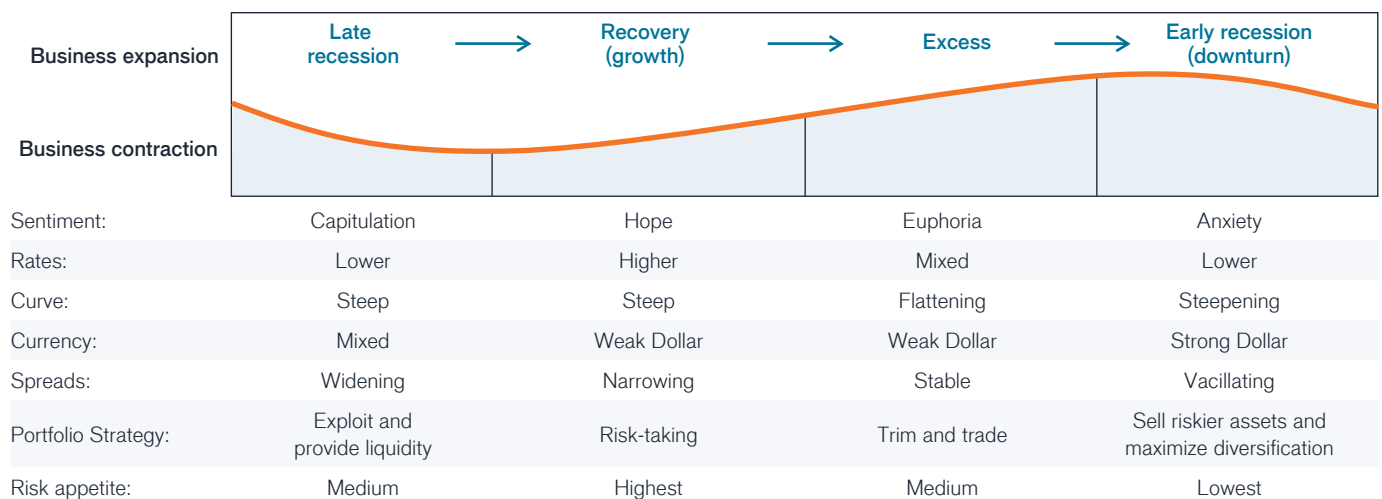 Business expansion
Late
recession
Recovery
(growth)
Excess
Early recession
(downturn)
Business contraction
Sentiment: Capitulation Hope Euphoria Anxiety
Rates: Lower Higher Mixed Lower
Curve: Steep Steep Flattening Steepening
Currency: Mixed Weak Dollar Weak Dollar Strong Dollar
Spreads: Widening Narrowing Stable Vacillating
Portfolio Strategy:
Exploit and
provide liquidity
Risk-taking
Trim and trade
Sell riskier assets and
maximize diversification
Risk appetite: Medium Highest Medium Lowest